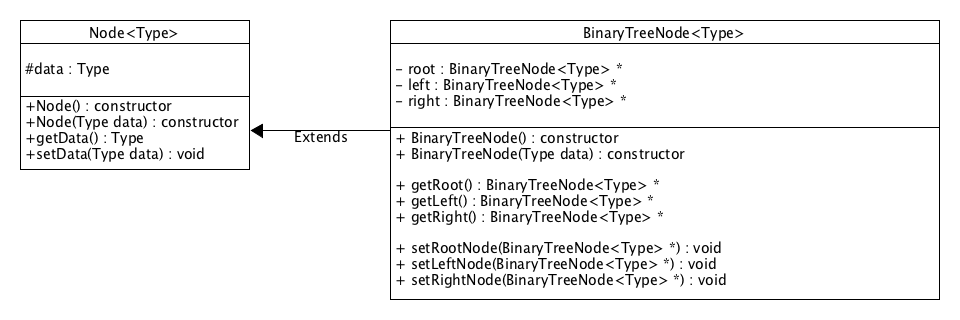 Node<Type>
#data : Type
+Node() : constructor
+Node(Type data) : constructor
+getData() : Type
+setData(Type data) : void
Extends
BinaryTreeNode<Type>
– root : BinaryTreeNode<Type> *
– left : BinaryTreeNode<Type> *
– right : BinaryTreeNode<Type> *
+ BinaryTreeNode() : constructor
+ BinaryTreeNode(Type data) : constructor
+ getRoot() : BinaryTreeNode<Type> *
+ getLeft() : BinaryTreeNode<Type> *
+ getRight() : BinaryTreeNode<Type> *
+ setRootNode(BinaryTreeNode<Type> *) : void
+ setLeftNode(BinaryTreeNode<Type> *) : void
+ setRightNode(BinaryTreeNode<Type> *) : void